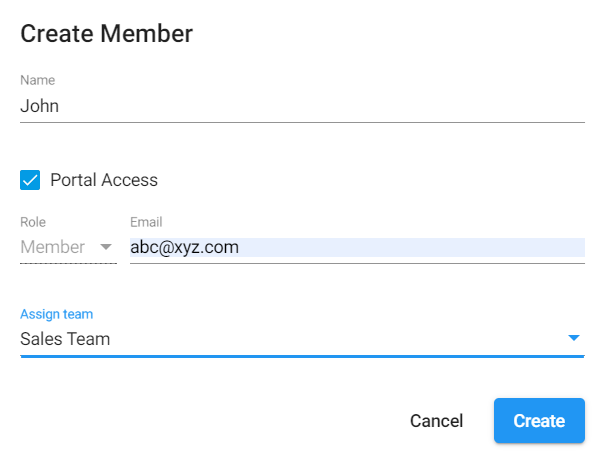 Create Member
Name
John
Portal Access
Role Email
Member abc@xyz.com
Assign team
Sales Team
Cancel Create